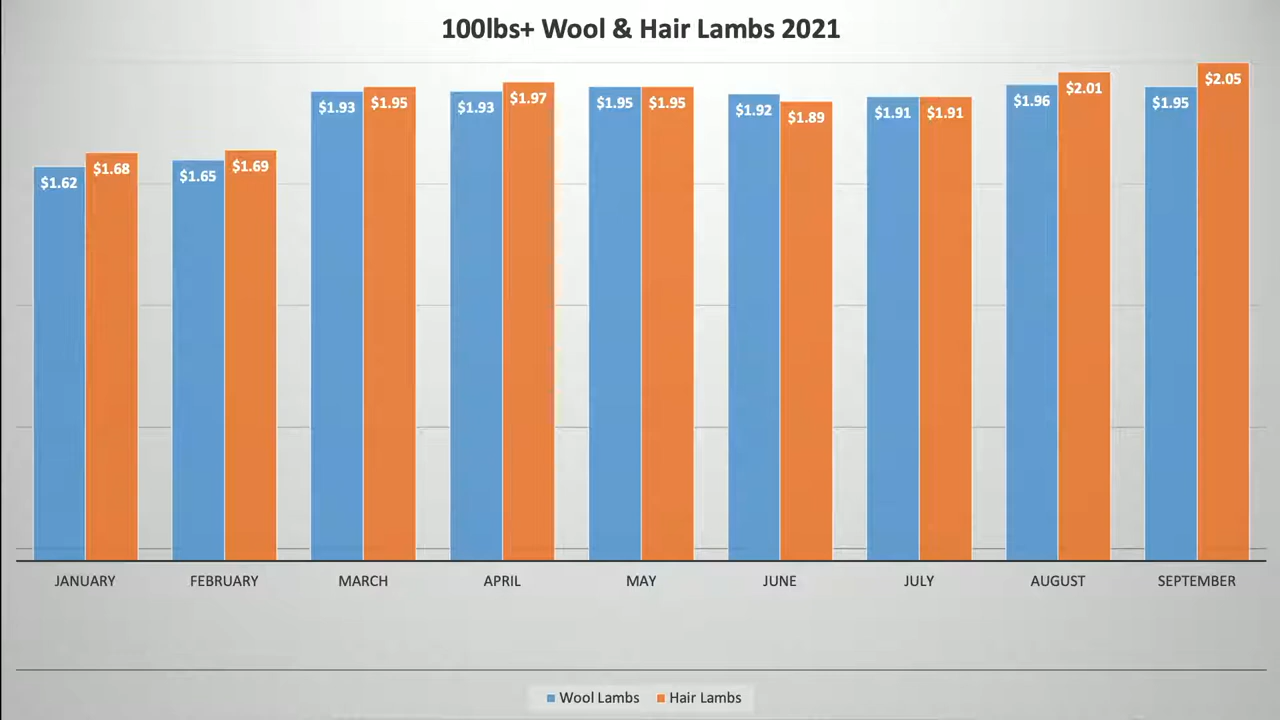 100lbs+ Wool & Hair Lambs 2021
$1.62
$1.68
$1.65
$1.69
$1.93
$1.95
$1.93
$1.97
$1.95
$1.95
$1.92
$1.89
$1.91
$1.91
$1.96
$2.01
$1.95
$2.05
JANUARY
FEBRUARY
MARCH
APRIL
MAY
JUNE
JULY
AUGUST
SEPTEMBER
Wool Lambs
Hair Lambs